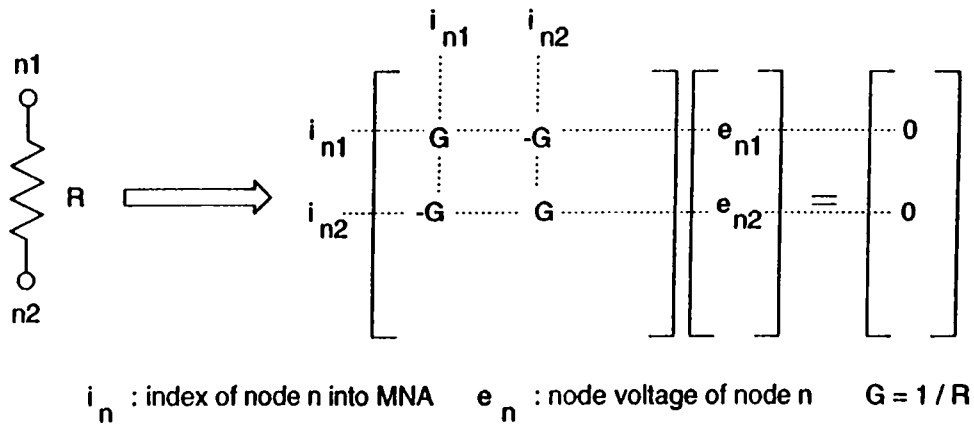 i n1 i n2
n1
i n1 G -G e n1 0
R
i n2 -G G e n2 = 0
n2
i n : index of node n into MNA e n : node voltage of node n G = 1 / R